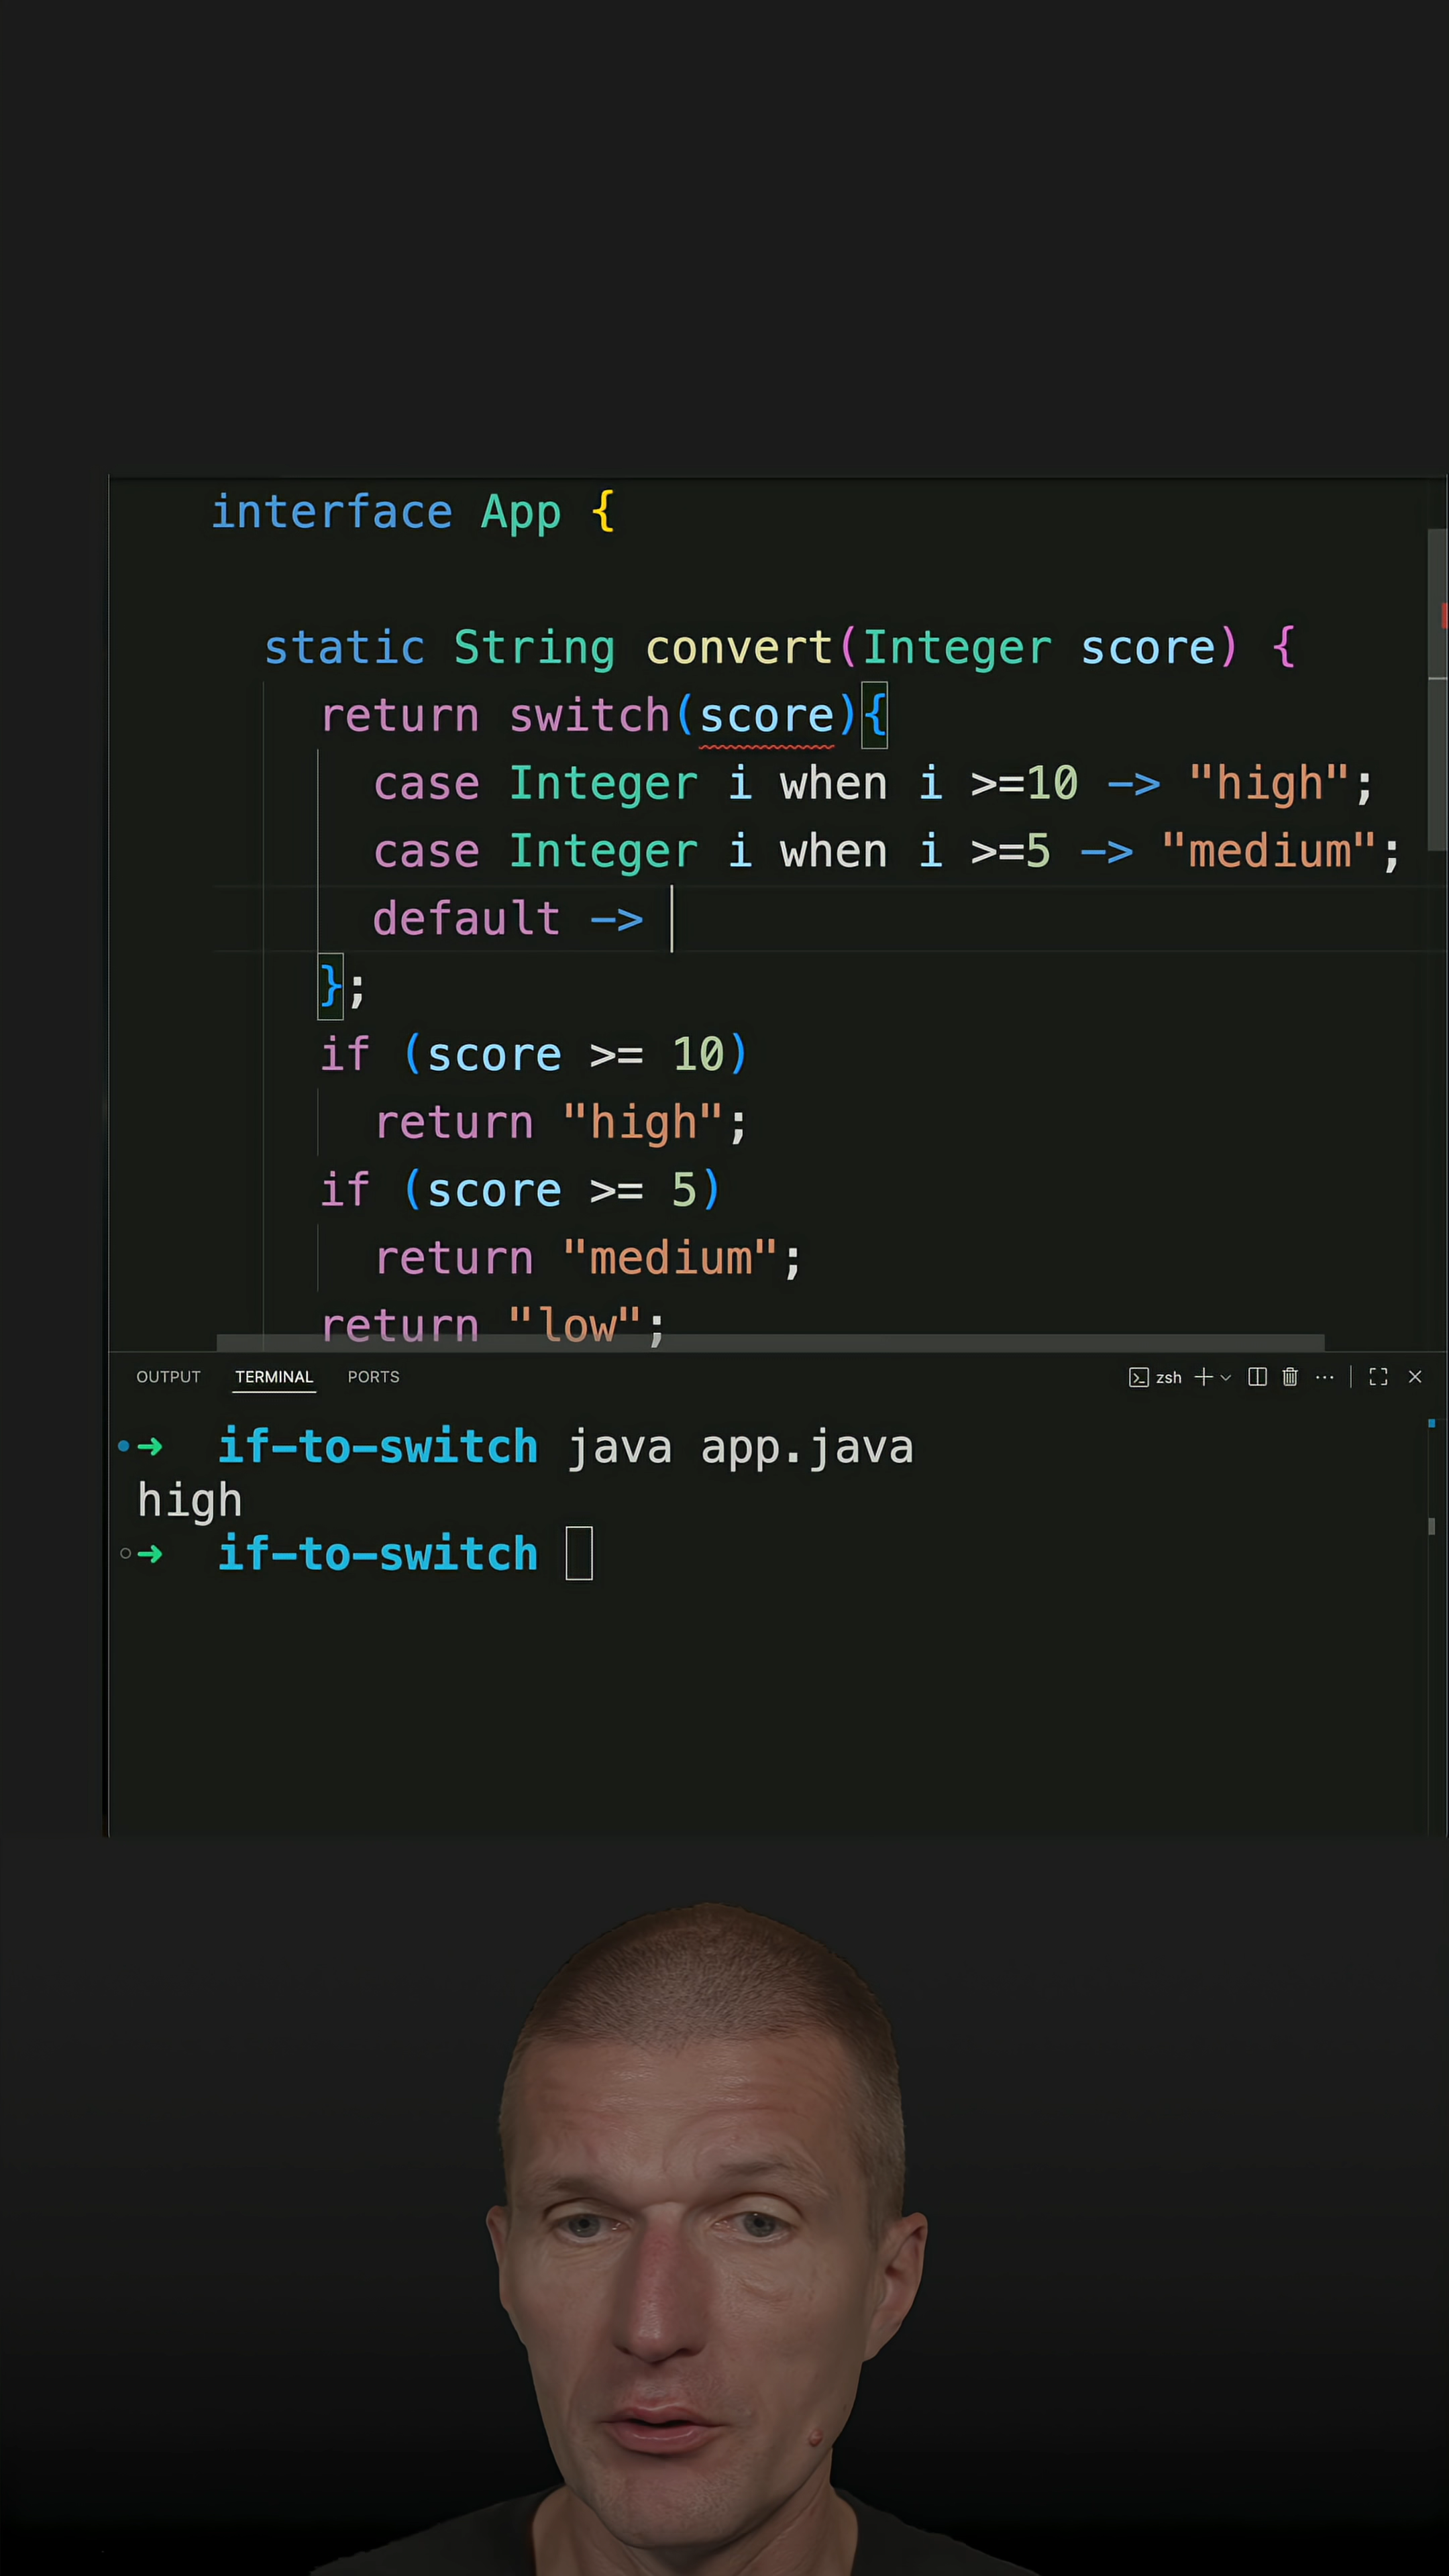 interface App {
static String convert(Integer score) {
return switch(score){
case Integer i when i >=10 -> "high";
case Integer i when i >=5 -> "medium";
default ->
};
if (score >= 10)
return "high";
if (score >= 5)
return "medium";
return "low";
OUTPUT TERMINAL PORTS zsh
if-to-switch java app.java
high
if-to-switch